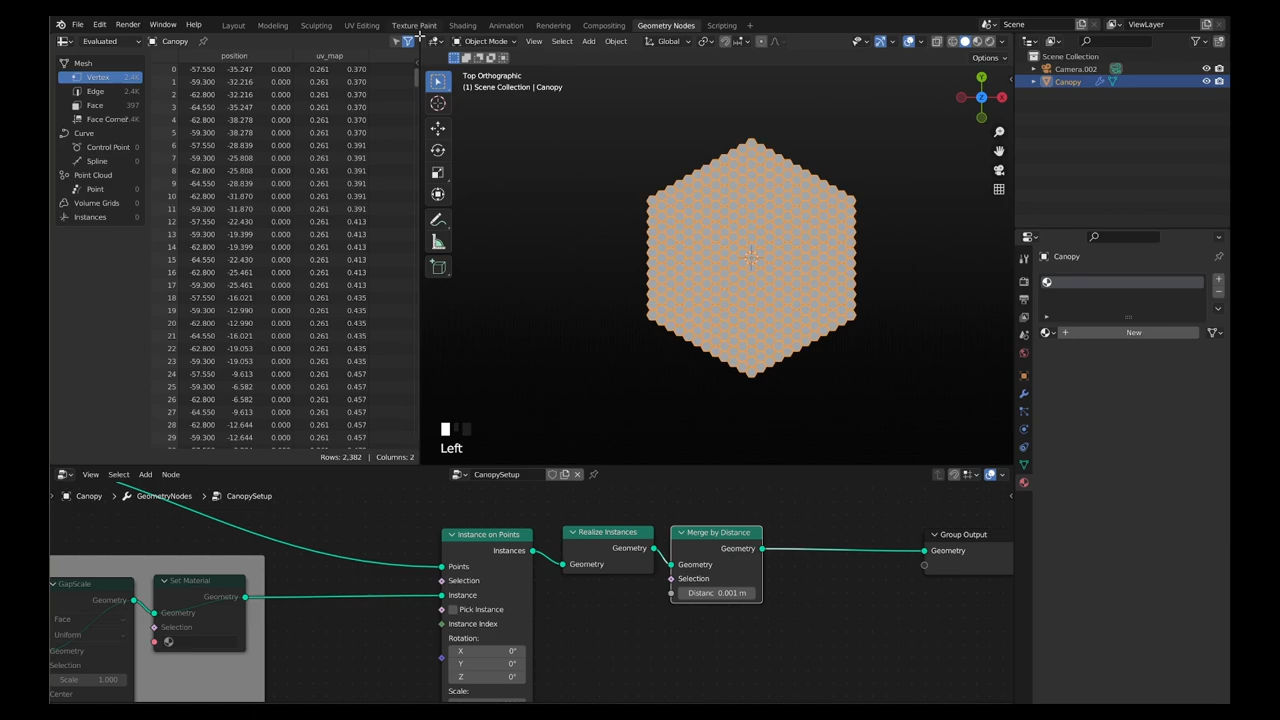 File Edit Render Window Help Layout Modeling Sculpting UV Editing Texture Paint Shading Animation Rendering Compositing Geometry Nodes Scripting Scene ViewLayer
Evaluated Canopy Object Mode View Select Add Object Global
Options
position uv_map
Mesh
Vertex 2.4K
Edge 2.4K
Face 397
Face Corner .4K
Curve
Control Point 0
Spline 0
Point Cloud
Point 0
Volume Grids 0
Instances 0
0 -57.550 -35.247 0.000 0.261 0.370
1 -59.300 -32.216 0.000 0.261 0.370
2 -62.800 -32.216 0.000 0.261 0.370
3 -64.550 -35.247 0.000 0.261 0.370
4 -62.800 -38.278 0.000 0.261 0.370
5 -59.300 -38.278 0.000 0.261 0.370
6 -57.550 -28.839 0.000 0.261 0.391
7 -59.300 -25.808 0.000 0.261 0.391
8 -62.800 -25.808 0.000 0.261 0.391
9 -64.550 -28.839 0.000 0.261 0.391
10 -62.800 -31.870 0.000 0.261 0.391
11 -59.300 -31.870 0.000 0.261 0.391
12 -57.550 -22.430 0.000 0.261 0.413
13 -59.300 -19.399 0.000 0.261 0.413
14 -62.800 -19.399 0.000 0.261 0.413
15 -64.550 -22.430 0.000 0.261 0.413
16 -62.800 -25.461 0.000 0.261 0.413
17 -59.300 -25.461 0.000 0.261 0.413
18 -57.550 -16.021 0.000 0.261 0.435
19 -59.300 -12.990 0.000 0.261 0.435
20 -62.800 -12.990 0.000 0.261 0.435
21 -64.550 -16.021 0.000 0.261 0.435
22 -62.800 -19.053 0.000 0.261 0.435
23 -59.300 -19.053 0.000 0.261 0.435
24 -57.550 -9.613 0.000 0.261 0.457
25 -59.300 -6.582 0.000 0.261 0.457
26 -62.800 -6.582 0.000 0.261 0.457
27 -64.550 -9.613 0.000 0.261 0.457
28 -62.800 -12.644 0.000 0.261 0.457
29 -59.300 -12.644 0.000 0.261 0.457
Rows: 2,382 | Columns: 2
Top Orthographic
(1) Scene Collection | Canopy
Y
X
Z
Left
Scene Collection
Camera.002
Canopy
Canopy
New
View Select Add Node CanopySetup
Canopy GeometryNodes CanopySetup
GapScale
Geometry
Face
Uniform
Geometry
Selection
Scale 1.000
Center
Set Material
Geometry
Geometry
Selection
Instance on Points
Instances
Points
Selection
Instance
Pick Instance
Instance Index
Rotation:
X 0°
Y 0°
Z 0°
Scale:
Realize Instances
Geometry
Geometry
Merge by Distance
Geometry
Geometry
Selection
Distanc 0.001 m
Group Output
Geometry